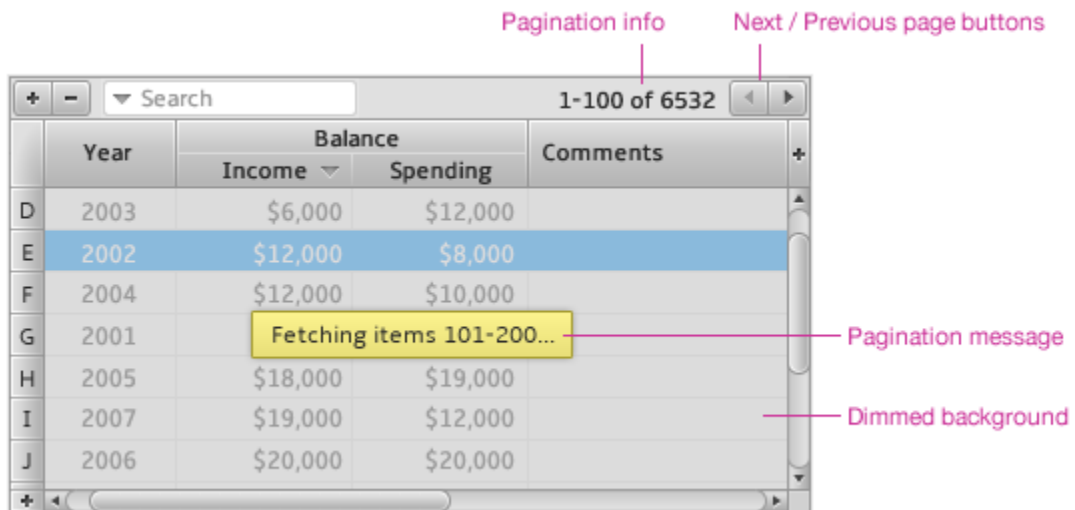 Pagination info Next / Previous page buttons
+ - Search 1-100 of 6532
Balance
Year Comments +
Income Spending
D 2003 $6,000 $12,000
E 2002 $12,000 $8,000
F 2004 $12,000 $10,000
G 2001 Fetching items 101-200... Pagination message
H 2005 $18,000 $19,000
I 2007 $19,000 $12,000 Dimmed background
J 2006 $20,000 $20,000
+